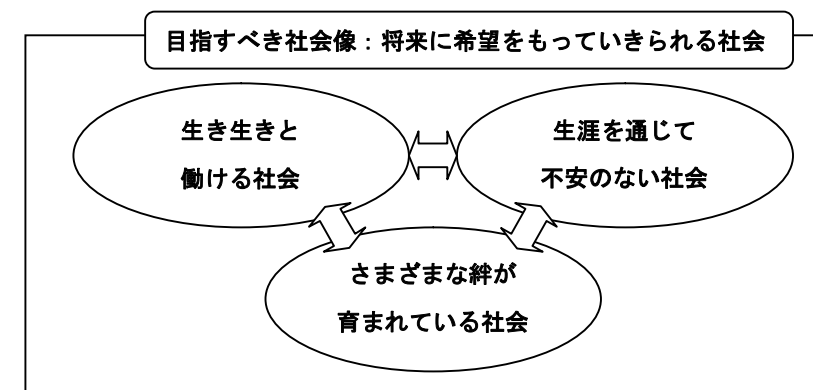 目指すべき社会像：将来に希望をもっていきられる社会
生き生きと
働ける社会
生涯を通じて
不安のない社会
さまざまな絆が
育まれている社会